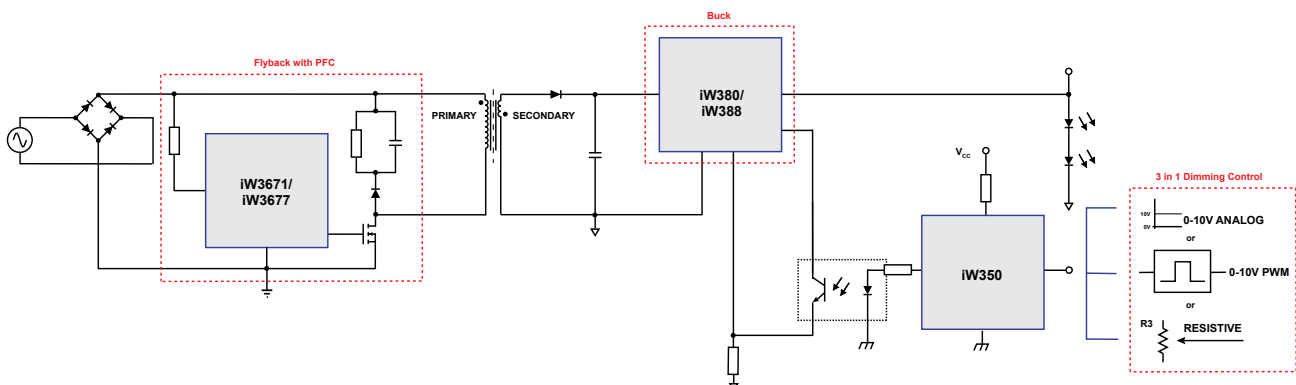 Buck
Flyback with PFC
iW380/
iW388
PRIMARY
SECONDARY
VCC
iW3671/
iW3677
3 in 1 Dimming Control
10V
0V
0-10V ANALOG
or
iW350
0-10V PWM
or
R3
RESISTIVE